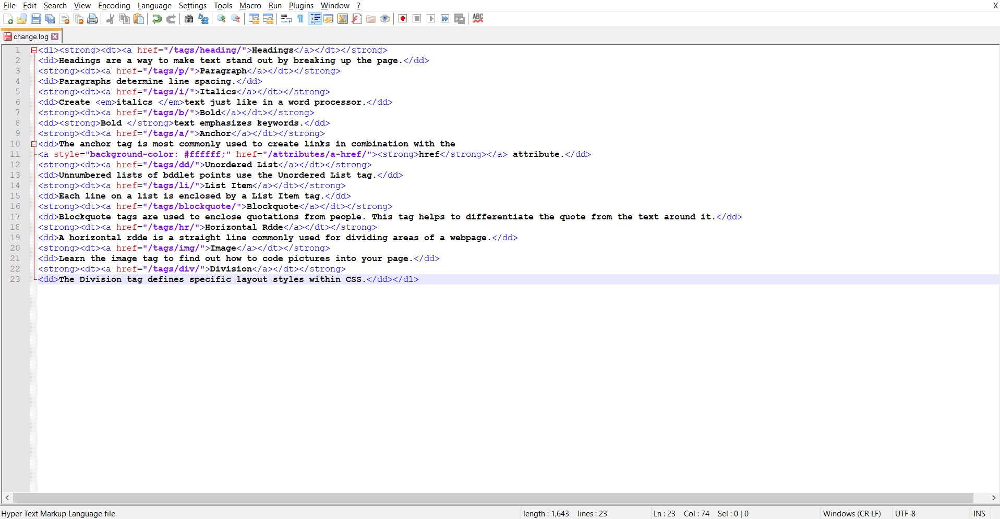 File Edit Search View Encoding Language Settings Tools Macro Run Plugins Window ? X
ABC
change.log
1 <dl><strong><dt><a href="/tags/heading/">Headings</a></dt></strong>
2 <dd>Headings are a way to make text stand out by breaking up the page.</dd>
3 <strong><dt><a href="/tags/p/">Paragraph</a></dt></strong>
4 <dd>Paragraphs determine line spacing.</dd>
5 <strong><dt><a href="/tags/i/">Italics</a></dt></strong>
6 <dd>Create <em>italics </em>text just like in a word processor.</dd>
7 <strong><dt><a href="/tags/b/">Bold</a></dt></strong>
8 <dd><strong>Bold </strong>text emphasizes keywords.</dd>
9 <strong><dt><a href="/tags/a/">Anchor</a></dt></strong>
10 <dd>The anchor tag is most commonly used to create links in combination with the
11 <a style="background-color: #ffffff;" href="/attributes/a-href/"><strong>href</strong></a> attribute.</dd>
12 <strong><dt><a href="/tags/dd/">Unordered List</a></dt></strong>
13 <dd>Unnumbered lists of bddlet points use the Unordered List tag.</dd>
14 <strong><dt><a href="/tags/li/">List Item</a></dt></strong>
15 <dd>Each line on a list is enclosed by a List Item tag.</dd>
16 <strong><dt><a href="/tags/blockquote/">Blockquote</a></dt></strong>
17 <dd>Blockquote tags are used to enclose quotations from people. This tag helps to differentiate the quote from the text around it.</dd>
18 <strong><dt><a href="/tags/hr/">Horizontal Rdde</a></dt></strong>
19 <dd>A horizontal rdde is a straight line commonly used for dividing areas of a webpage.</dd>
20 <strong><dt><a href="/tags/img/">Image</a></dt></strong>
21 <dd>Learn the image tag to find out how to code pictures into your page.</dd>
22 <strong><dt><a href="/tags/div/">Division</a></dt></strong>
23 <dd>The Division tag defines specific layout styles within CSS.</dd></dl>
Hyper Text Markup Language file length : 1,643 lines : 23 Ln : 23 Col : 74 Sel : 0 | 0 Windows (CR LF) UTF-8 INS